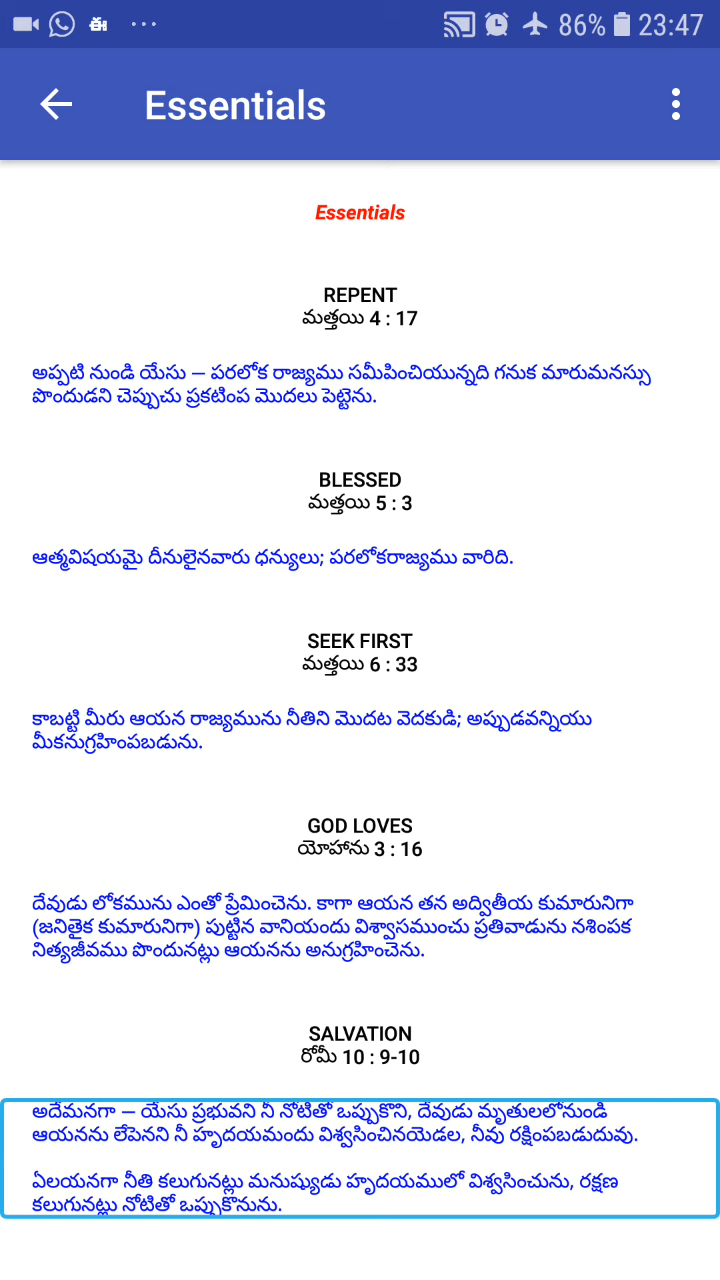 86% 23:47
Essentials
Essentials
REPENT
మత్తయి 4 : 17
అప్పటి నుండి యేసు — పరలోక రాజ్యము సమీపించియున్నది గనుక మారుమనస్సు
పొందుడని చెప్పుచు ప్రకటింప మొదలు పెట్టెను.
BLESSED
మత్తయి 5 : 3
ఆత్మవిషయమై దీనులైనవారు ధన్యులు; పరలోకరాజ్యము వారిది.
SEEK FIRST
మత్తయి 6 : 33
కాబట్టి మీరు ఆయన రాజ్యమును నీతిని మొదట వెదకుడి; అప్పుడవన్నియు
మీకనుగ్రహింపబడును.
GOD LOVES
యోహాను 3 : 16
దేవుడు లోకమును ఎంతో ప్రేమించెను. కాగా ఆయన తన అద్వితీయ కుమారునిగా
(జనితైక కుమారునిగా) పుట్టిన వానియందు విశ్వాసముంచు ప్రతివాడును నశింపక
నిత్యజీవము పొందునట్లు ఆయనను అనుగ్రహించెను.
SALVATION
రోమీ 10 : 9-10
అదేమనగా — యేసు ప్రభువని నీ నోటితో ఒప్పుకొని, దేవుడు మృతులలోనుండి
ఆయనను లేపెనని నీ హృదయమందు విశ్వసించినయెడల, నీవు రక్షింపబడుదువు.
ఏలయనగా నీతి కలుగునట్లు మనుష్యుడు హృదయములో విశ్వసించును, రక్షణ
కలుగునట్లు నోటితో ఒప్పుకొనును.